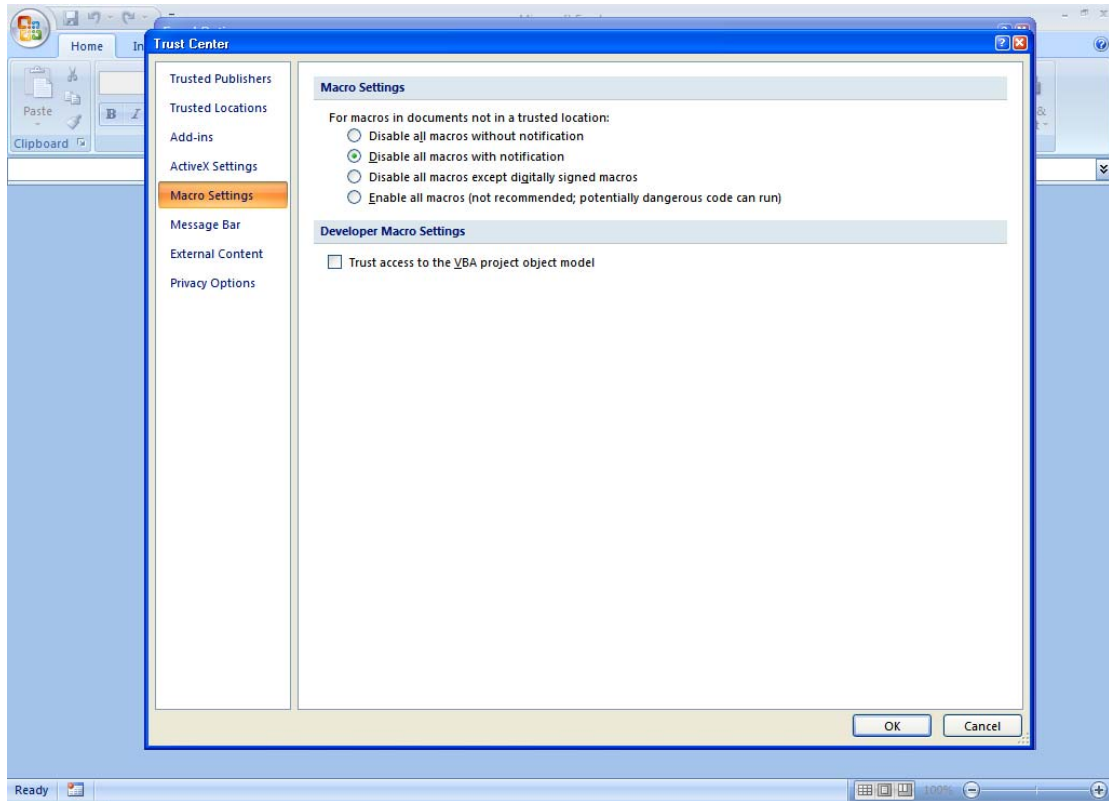 Home
Trust Center
Paste
B I
Clipboard
Trusted Publishers
Trusted Locations
Add-ins
ActiveX Settings
Macro Settings
Message Bar
External Content
Privacy Options
Macro Settings
For macros in documents not in a trusted location:
Disable all macros without notification
Disable all macros with notification
Disable all macros except digitally signed macros
Enable all macros (not recommended; potentially dangerous code can run)
Developer Macro Settings
Trust access to the VBA project object model
OK
Cancel
Ready
100%